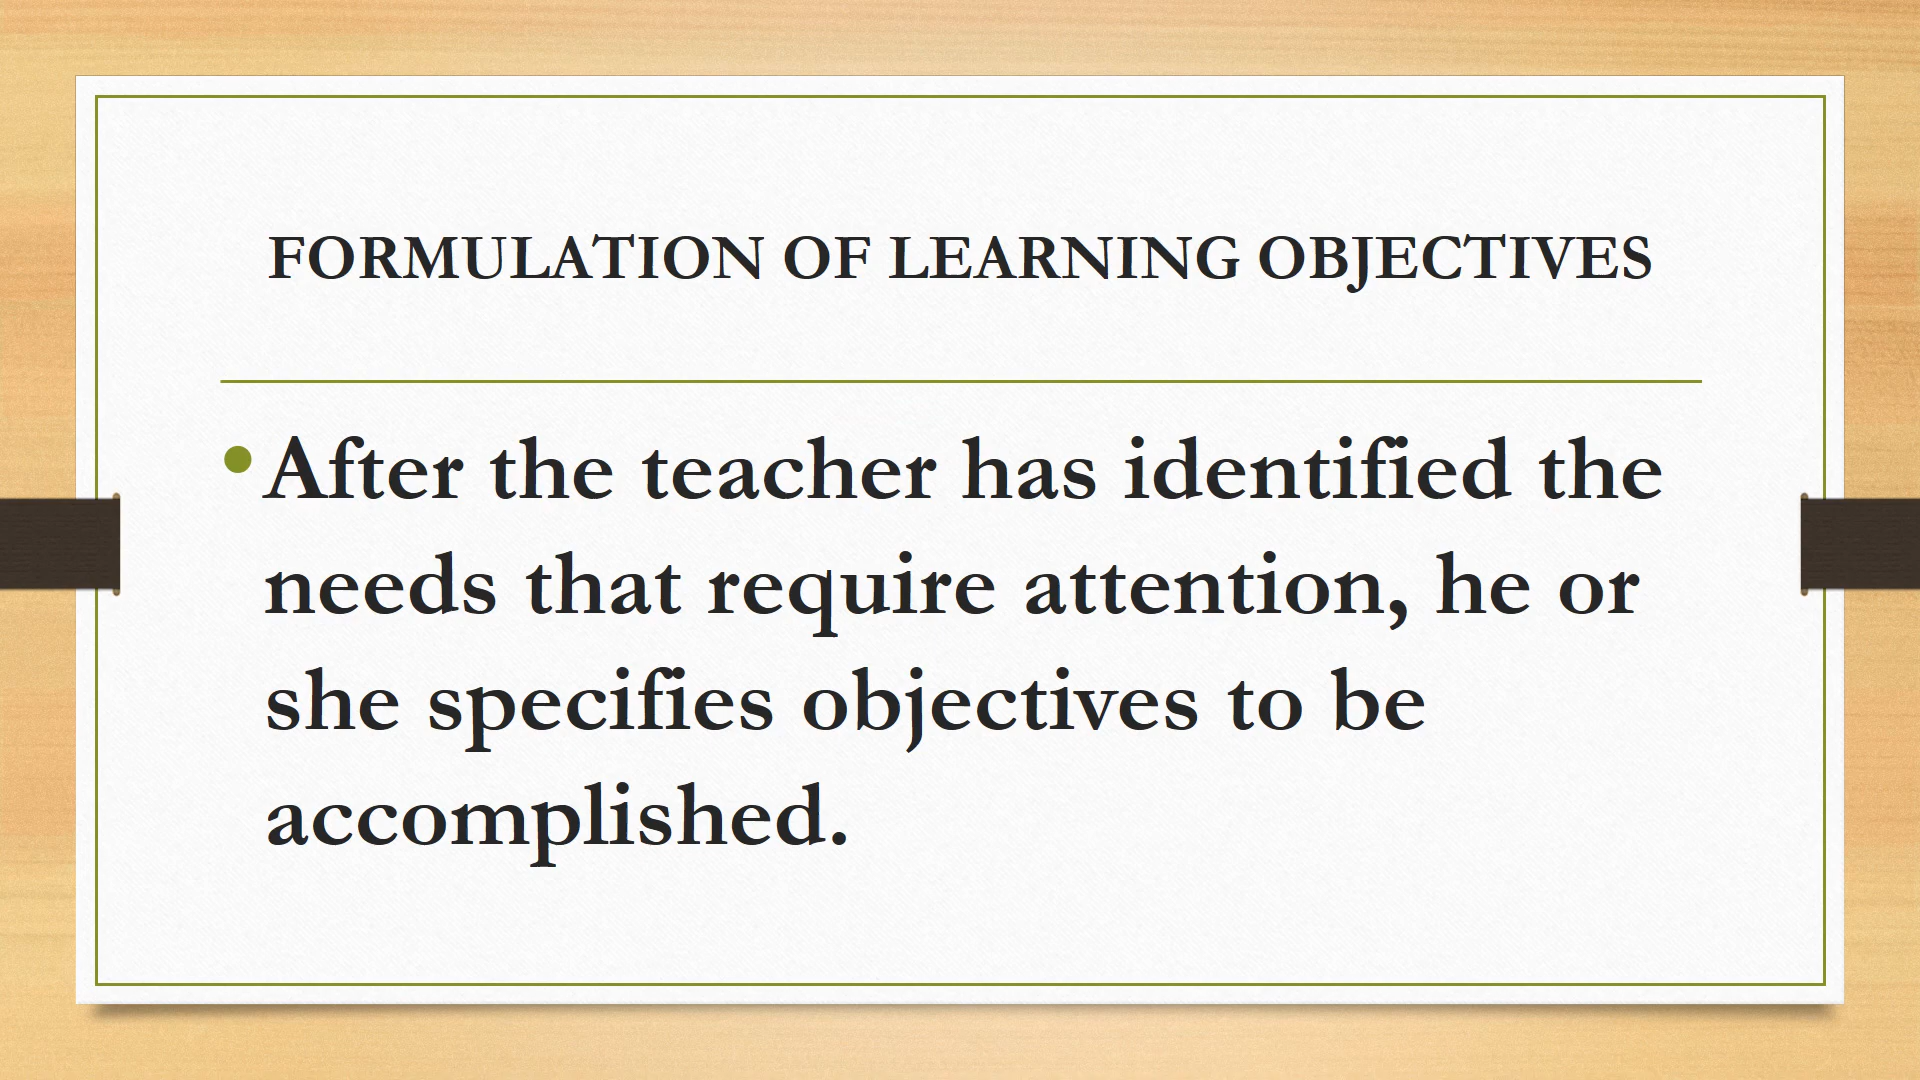 FORMULATION OF LEARNING OBJECTIVES
• After the teacher has identified the
needs that require attention, he or
she specifies objectives to be
accomplished.